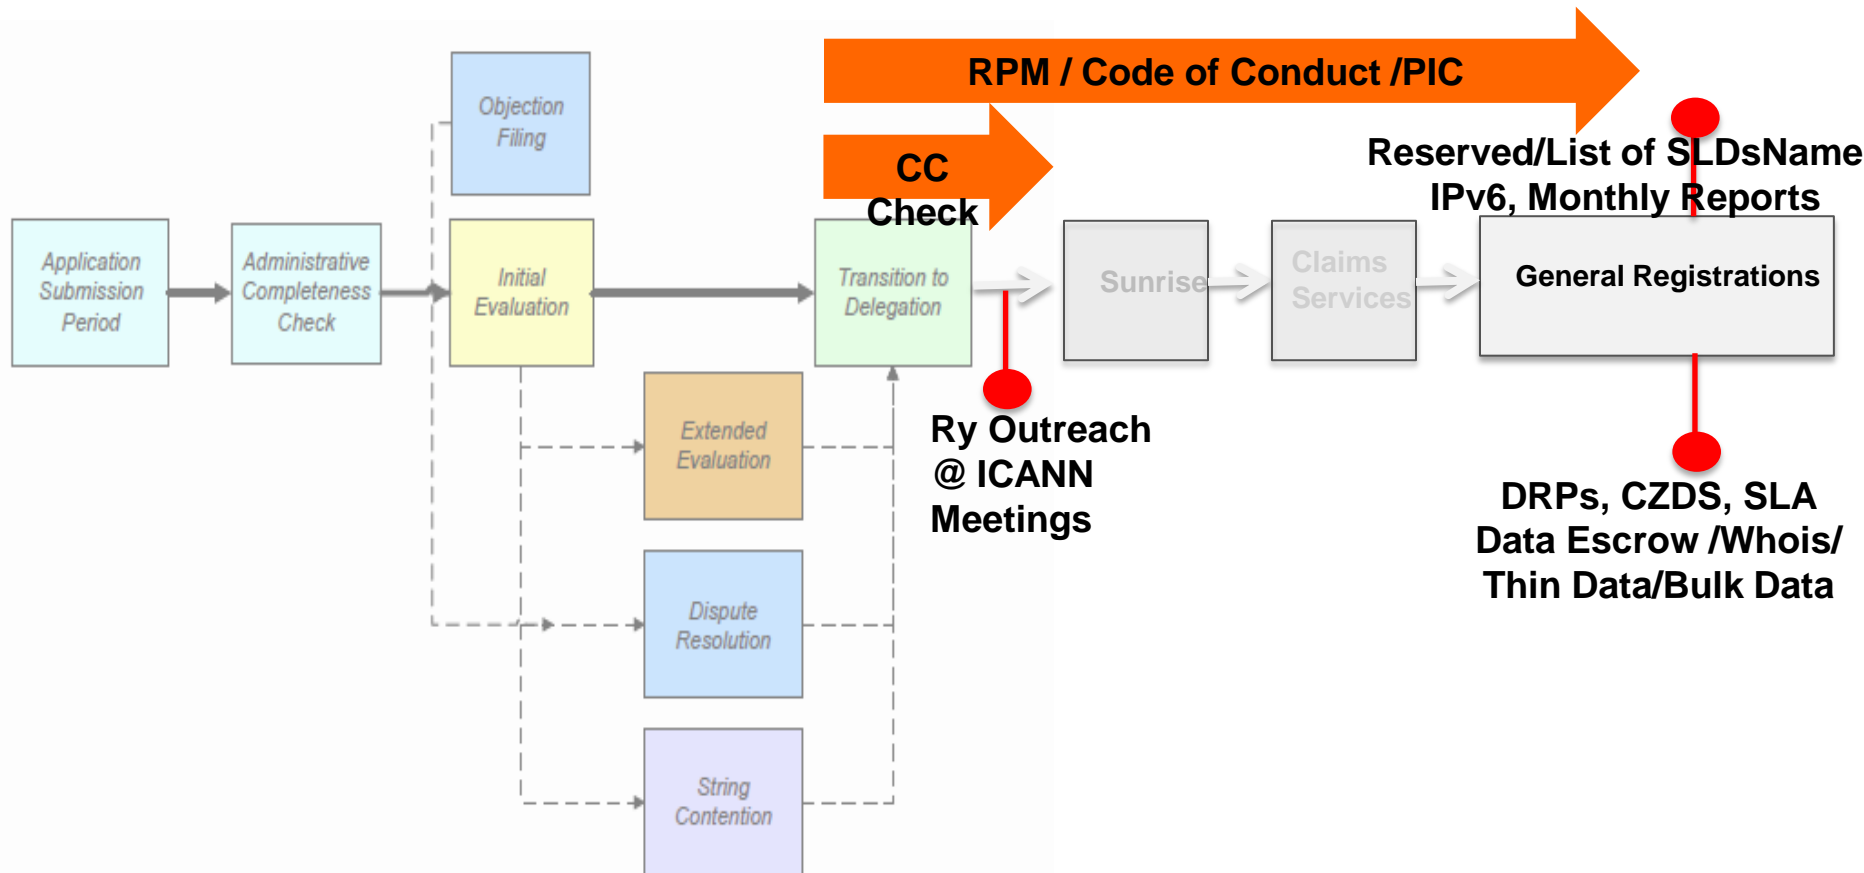 RPM / Code of Conduct /PIC
Objection
Filing
CC
Check
Reserved/List of SLDsName
IPv6, Monthly Reports
Application
Submission
Period
Administrative
Completeness
Check
Initial
Evaluation
Transition to
Delegation
Sunrise
Claims
Services
General Registrations
Extended
Evaluation
Ry Outreach
@ ICANN
Meetings
DRPs, CZDS, SLA
Data Escrow /Whois/
Thin Data/Bulk Data
Dispute
Resolution
String
Contention